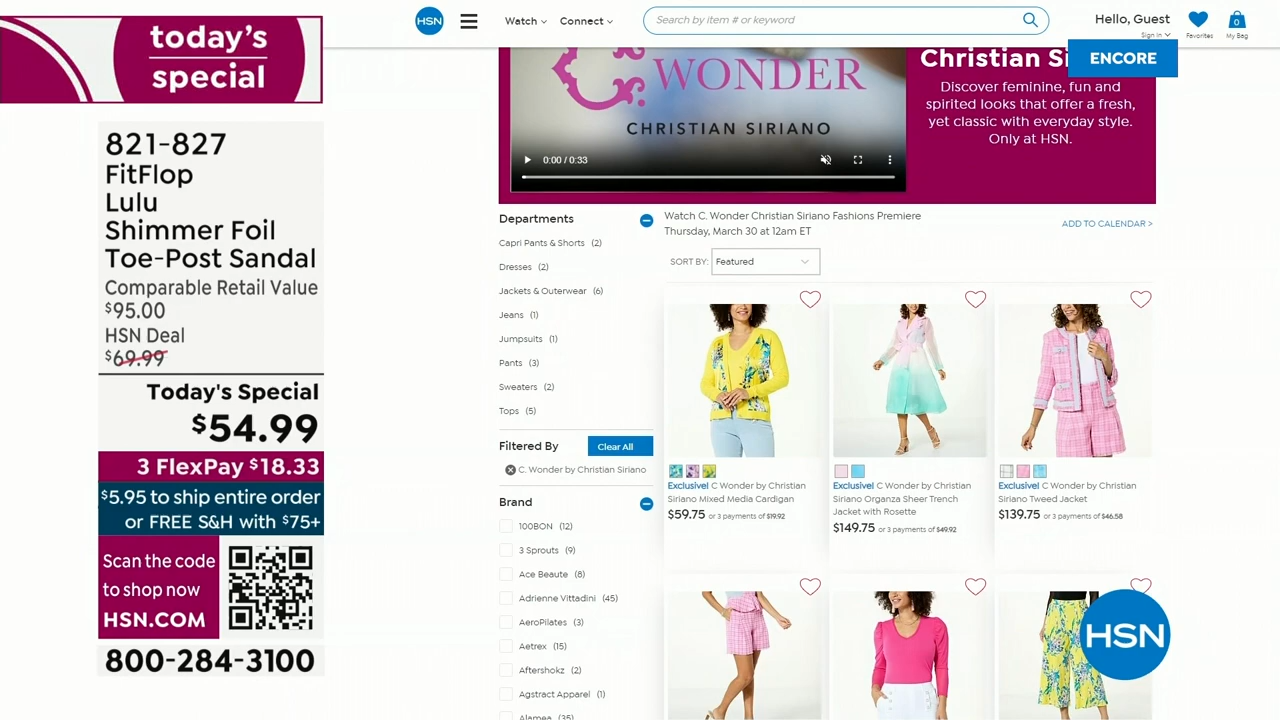 today's
special
821-827
FitFlop
Lulu
Shimmer Foil
Toe-Post Sandal
Comparable Retail Value
$95.00
HSN Deal
$69.99
Today's Special
$54.99
3 FlexPay $18.33
$5.95 to ship entire order
or FREE S&H with $75+
Scan the code
to shop now
HSN.COM
800-284-3100
HSN
Watch
Connect
Search by item # or keyword
Hello, Guest
Sign in
Favorites
0
My Bag
ENCORE
C
WONDER
CHRISTIAN SIRIANO
0:00 / 0:33
Christian Si
Discover feminine, fun and
spirited looks that offer a fresh,
yet classic with everyday style.
Only at HSN.
Departments
Capri Pants & Shorts (2)
Dresses (2)
Jackets & Outerwear (6)
Jeans (1)
Jumpsuits (1)
Pants (3)
Sweaters (2)
Tops (5)
Filtered By
Clear All
C. Wonder by Christian Siriano
Brand
100BON (12)
3 Sprouts (9)
Ace Beaute (8)
Adrienne Vittadini (45)
AeroPilates (3)
Aetrex (15)
Aftershokz (2)
Agstract Apparel (1)
Alamea (35)
Watch C. Wonder Christian Siriano Fashions Premiere
Thursday, March 30 at 12am ET
ADD TO CALENDAR >
SORT BY:
Featured
Exclusive! C Wonder by Christian
Siriano Mixed Media Cardigan
$59.75 or 3 payments of $19.92
Exclusive! C Wonder by Christian
Siriano Organza Sheer Trench
Jacket with Rosette
$149.75 or 3 payments of $49.92
Exclusive! C Wonder by Christian
Siriano Tweed Jacket
$139.75 or 3 payments of $46.58
HSN